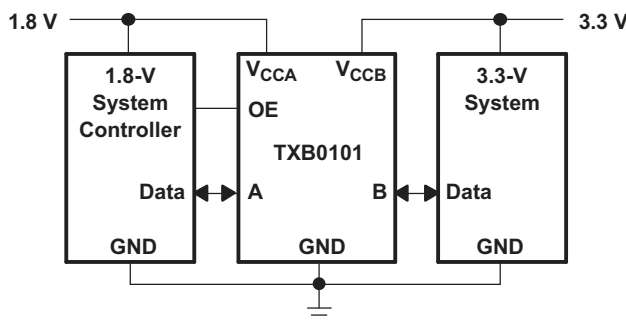 1.8 V
3.3 V
1.8-V
System
Controller
Data
GND
VCCA
VCCB
OE
TXB0101
A
B
GND
3.3-V
System
Data
GND